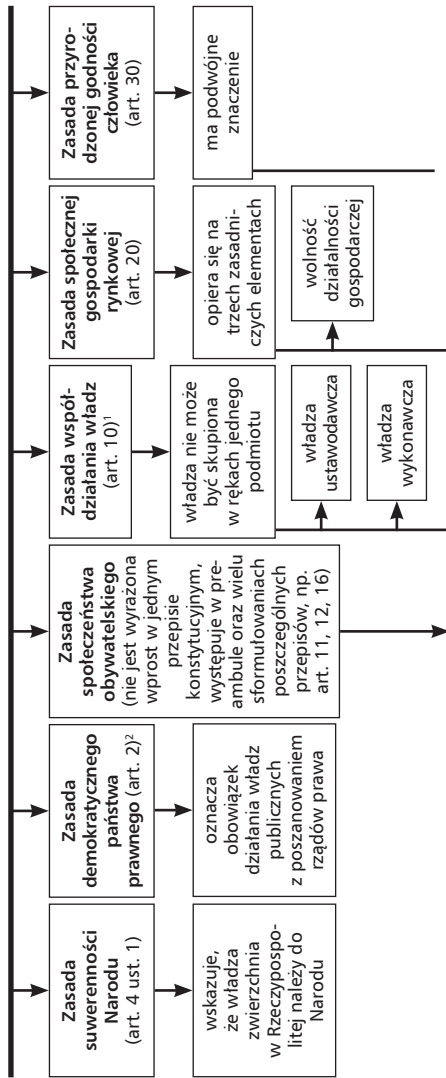 Zasada
suwerenności
Narodu
(art. 4 ust. 1)
wskazuje,
że władza
zwierzchnia
w Rzeczypospo-
litej należy do
Narodu
Zasada
demokratycznego
państwa
prawnego (art. 2)²
oznacza
obowiązek
działania władz
publicznych
z poszanowaniem
rządów prawa
Zasada
społeczeństwa
obywatelskiego
(nie jest wyrażona
wprost w jednym
przepisie
konstytucyjnym,
występuje w pre-
ambule oraz wielu
sformułowaniach
poszczególnych
przepisów, np.
art. 11, 12, 16)
Zasada współ-
działania władz
(art. 10)¹
władza nie może
być skupiona
w rękach jednego
podmiotu
władza
ustawodawcza
władza
wykonawcza
Zasada społecznej
gospodarki
rynkowej
(art. 20)
opiera się na
trzech zasadni-
czych elementach
wolność
działalności
gospodarczej
Zasada przyro-
dzonej godności
człowieka
(art. 30)
ma podwójne
znaczenie